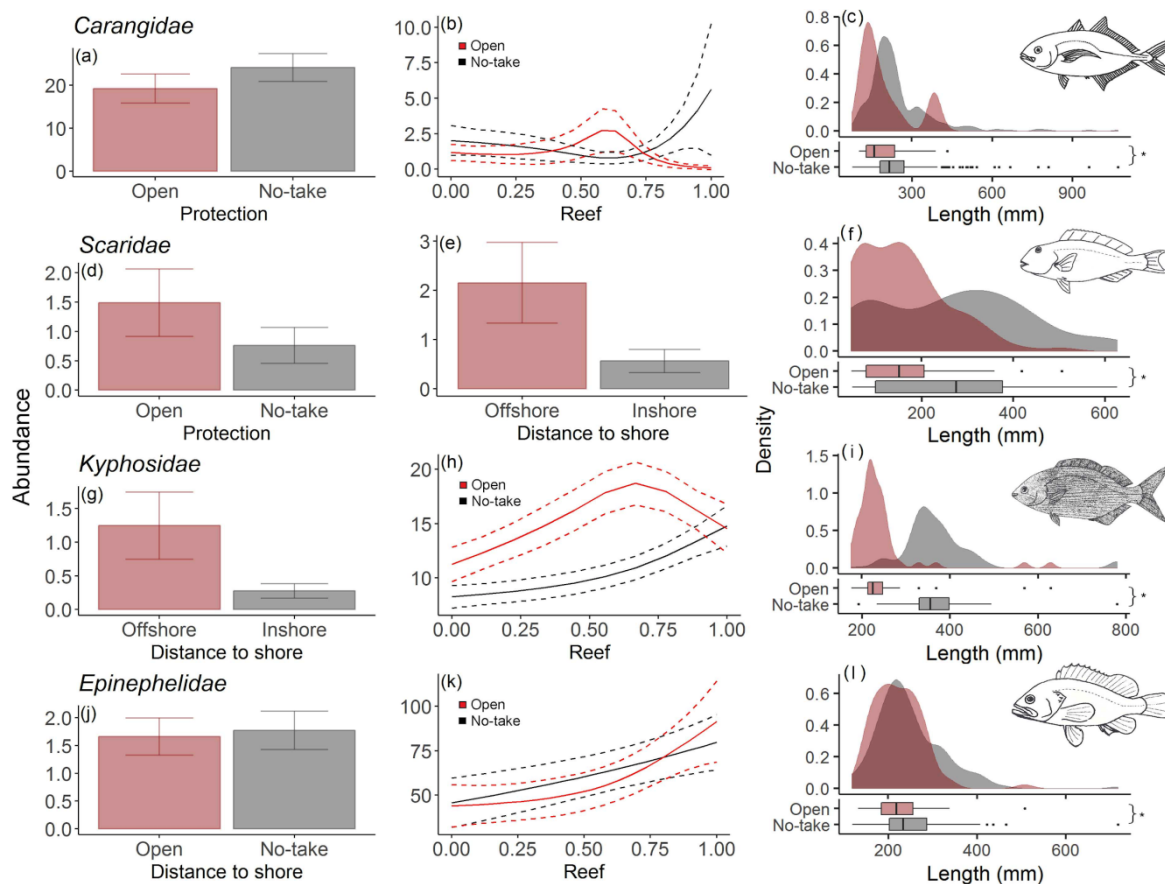 Carangidae
(a)
20
10
0
Open No-take
Protection
(b)
10.0
7.5
5.0
2.5
0.0
Open
No-take
0.00 0.25 0.50 0.75 1.00
Reef
(c)
0.8
0.6
0.4
0.2
0.0
Open
No-take
*
300 600 900
Length (mm)
Scaridae
(d)
2.0
1.5
1.0
0.5
0.0
Open No-take
Protection
(e)
3
2
1
0
Offshore Inshore
Distance to shore
(f)
0.4
0.3
0.2
0.1
0.0
Open
No-take
*
200 400 600
Length (mm)
Abundance
Density
Kyphosidae
(g)
1.5
1.0
0.5
0.0
Offshore Inshore
Distance to shore
(h)
20
15
10
Open
No-take
0.00 0.25 0.50 0.75 1.00
Reef
(i)
1.5
1.0
0.5
0.0
Open
No-take
*
200 400 600 800
Length (mm)
Epinephelidae
(j)
2.0
1.5
1.0
0.5
0.0
Open No-take
Distance to shore
(k)
100
75
50
Open
No-take
0.00 0.25 0.50 0.75 1.00
Reef
(l)
0.6
0.4
0.2
0.0
Open
No-take
*
200 400 600
Length (mm)